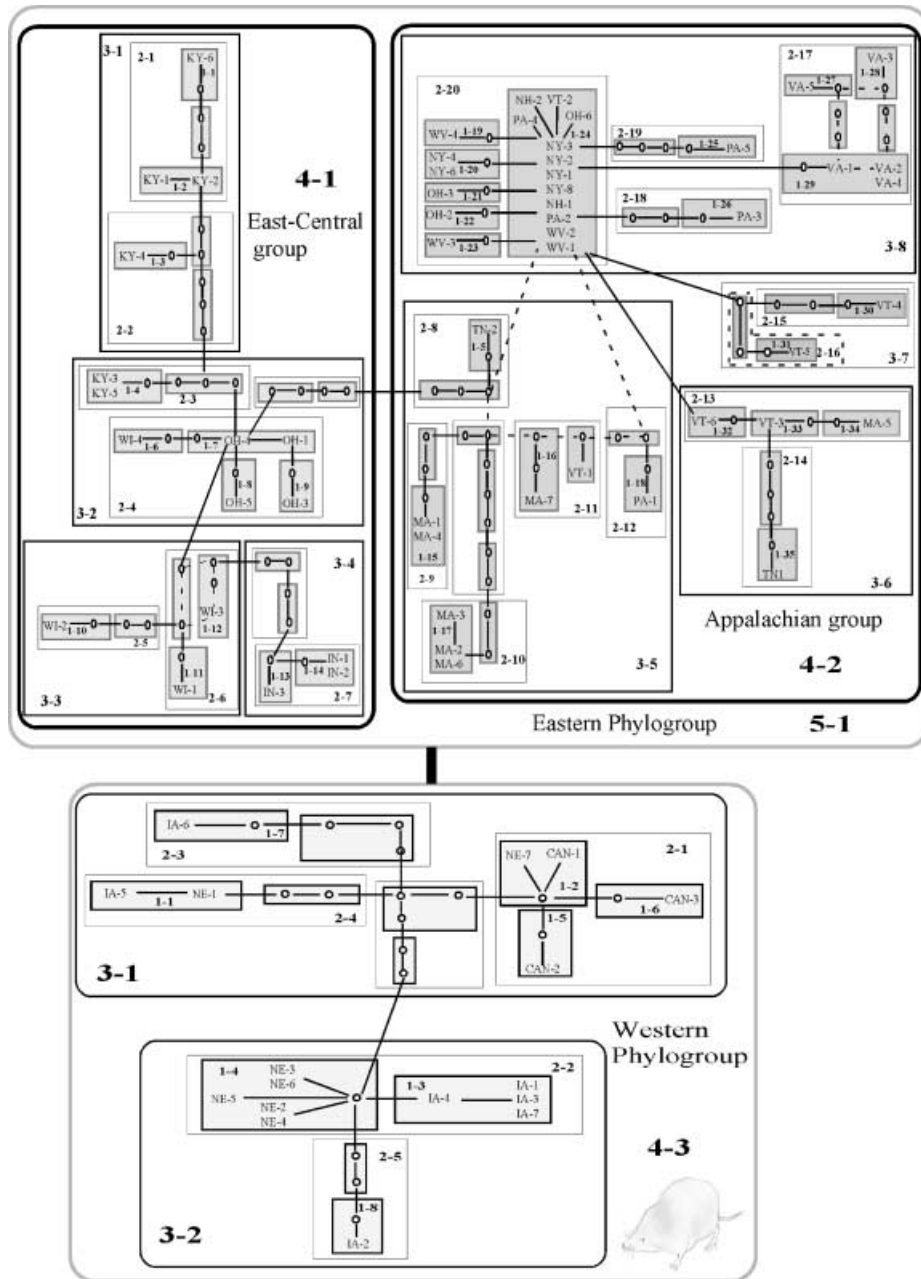 3-1
2-1
KY-6
1-1
KY-1
1-2
KY-2
KY-4
1-3
2-2
4-1
East-Central
group
KY-3
KY-5
1-4
2-3
WI-4
1-6
1-7
OH-4
OH-1
1-8
OH-5
1-9
OH-3
2-4
3-2
WI-2
1-10
2-5
WI-3
1-12
1-11
WI-1
2-6
3-3
3-4
1-13
IN-3
1-14
IN-1
IN-2
2-7
2-20
NH-2
VT-2
PA-4
OH-6
1-24
WV-4
1-19
NY-4
NY-6
1-20
OH-3
1-21
OH-2
1-22
WV-3
1-23
NY-3
NY-2
NY-1
NY-8
NH-1
PA-2
WV-2
WV-1
2-19
1-25
PA-5
2-18
1-26
PA-3
2-17
VA-3
1-28
1-27
VA-5
VA-1
VA-2
VA-4
1-29
3-8
1-30
VT-4
2-15
1-31
VT-5
2-16
3-7
2-8
TN-2
1-5
1-16
MA-7
VT-1
2-11
1-18
PA-1
2-12
MA-1
MA-4
1-15
2-9
MA-3
1-17
MA-2
MA-6
2-10
3-5
2-13
VT-6
1-32
VT-3
1-33
1-34
MA-5
2-14
1-35
TN1
3-6
Appalachian group
4-2
Eastern Phylogroup
5-1
IA-6
1-7
2-3
IA-5
1-1
NE-1
2-4
2-1
NE-7
CAN-1
1-2
1-5
CAN-2
1-6
CAN-3
3-1
Western
Phylogroup
1-4
NE-3
NE-6
NE-5
NE-2
NE-4
2-2
1-3
IA-4
IA-1
IA-3
IA-7
2-5
1-8
IA-2
3-2
4-3